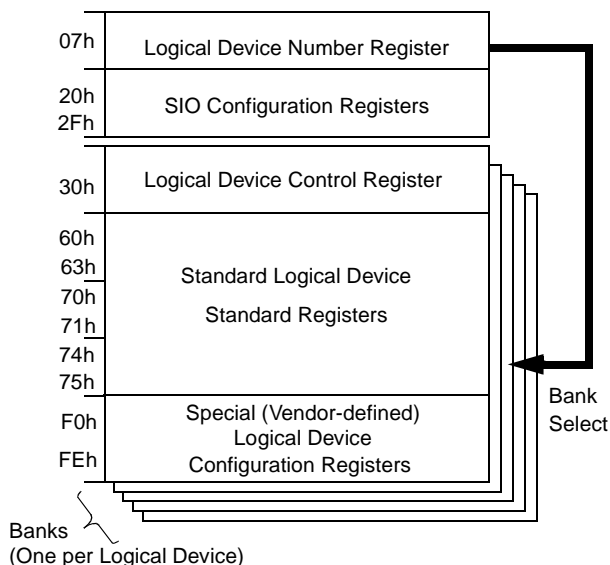 07h
Logical Device Number Register
20h
2Fh
SIO Configuration Registers
30h
Logical Device Control Register
60h
63h
70h
71h
74h
75h
Standard Logical Device
Standard Registers
Bank
Select
F0h
FEh
Special (Vendor-defined)
Logical Device
Configuration Registers
Banks
(One per Logical Device)